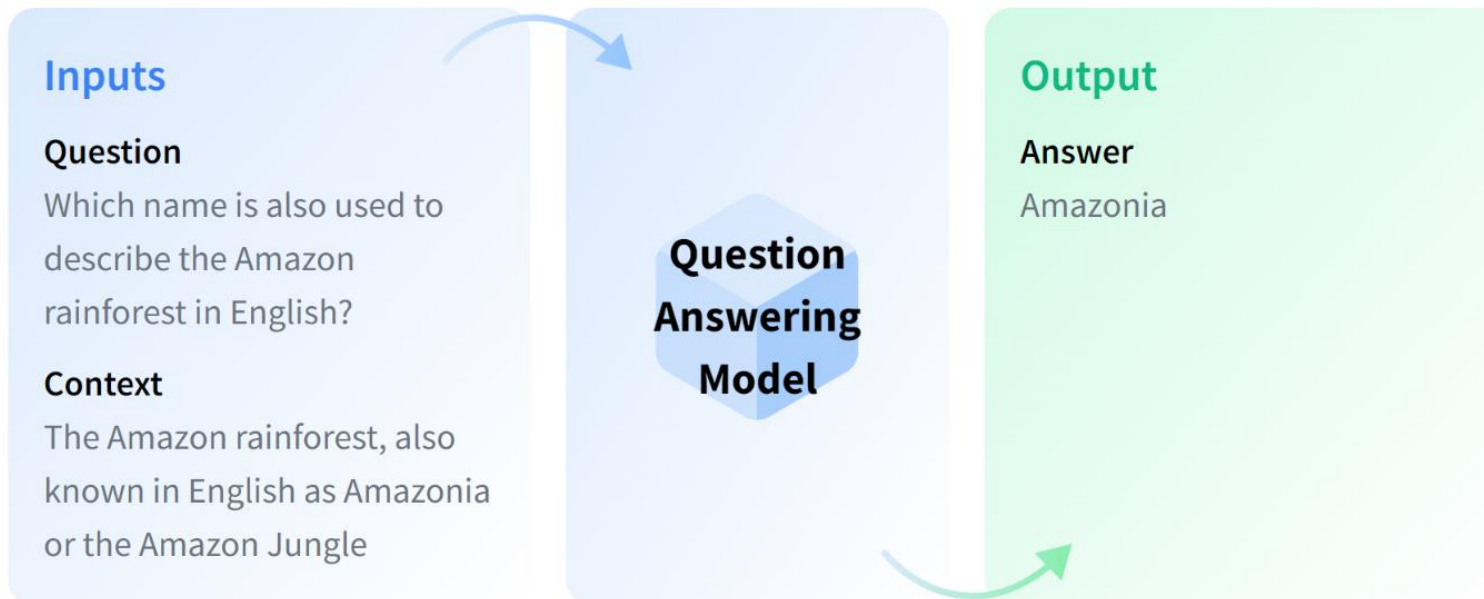 Inputs
Question
Which name is also used to
describe the Amazon
rainforest in English?
Context
The Amazon rainforest, also
known in English as Amazonia
or the Amazon Jungle
Question
Answering
Model
Output
Answer
Amazonia